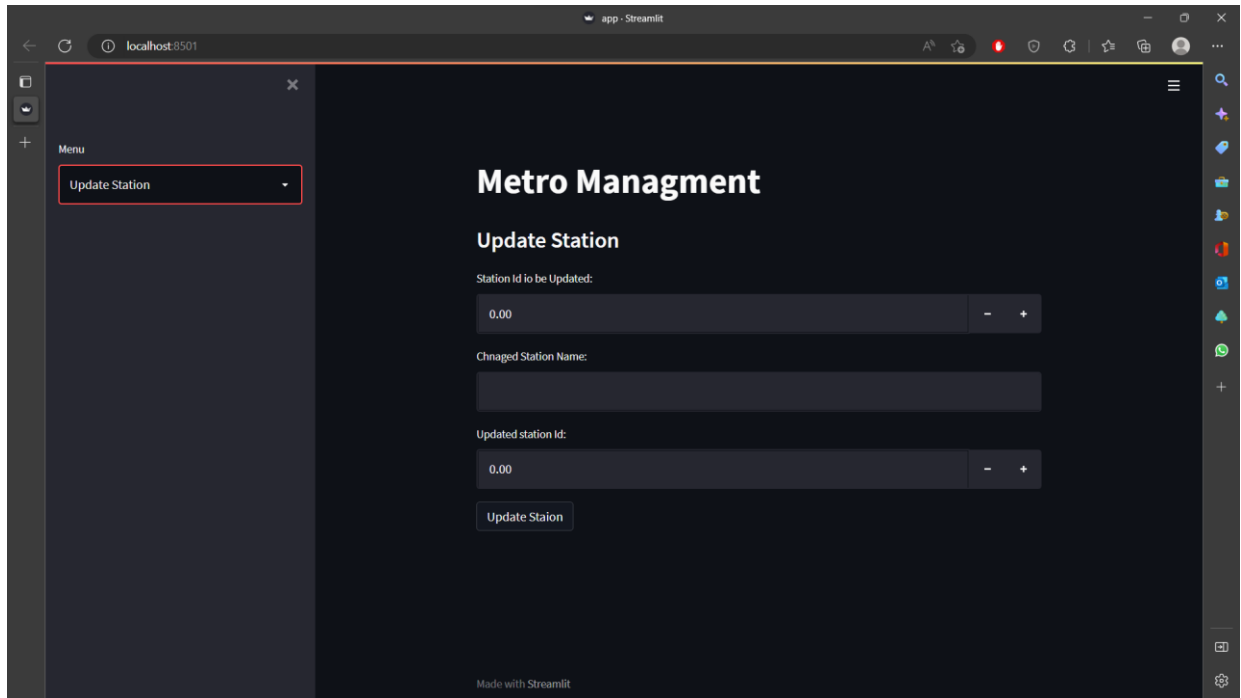 app - Streamlit
localhost:8501
Menu
Update Station
Metro Managment
Update Station
Station Id io be Updated:
0.00
Chnaged Station Name:
Updated station Id:
0.00
Update Staion
Made with Streamlit